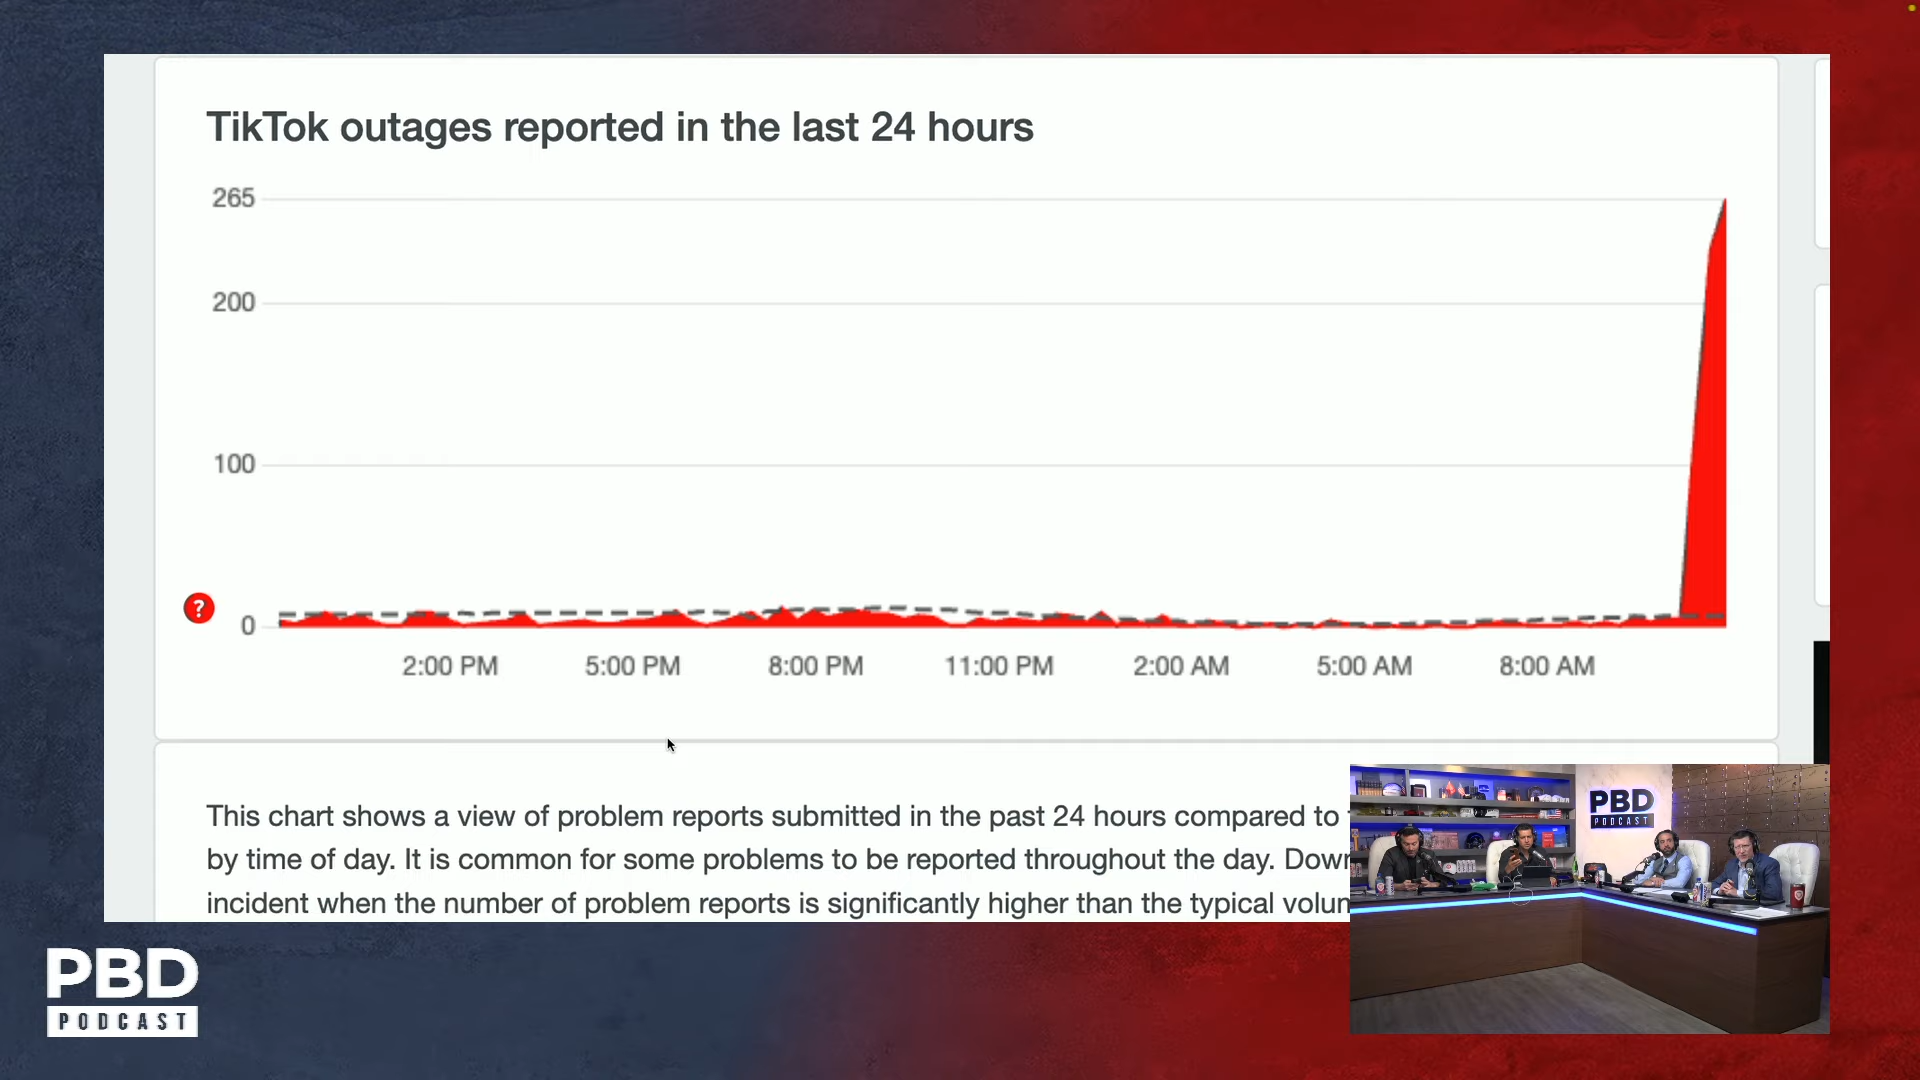 TikTok outages reported in the last 24 hours
265
200
100
?
0
2:00 PM 5:00 PM 8:00 PM 11:00 PM 2:00 AM 5:00 AM 8:00 AM
This chart shows a view of problem reports submitted in the past 24 hours compared to
by time of day. It is common for some problems to be reported throughout the day. Down
incident when the number of problem reports is significantly higher than the typical volum
PBD
PODCAST
PBD
PODCAST